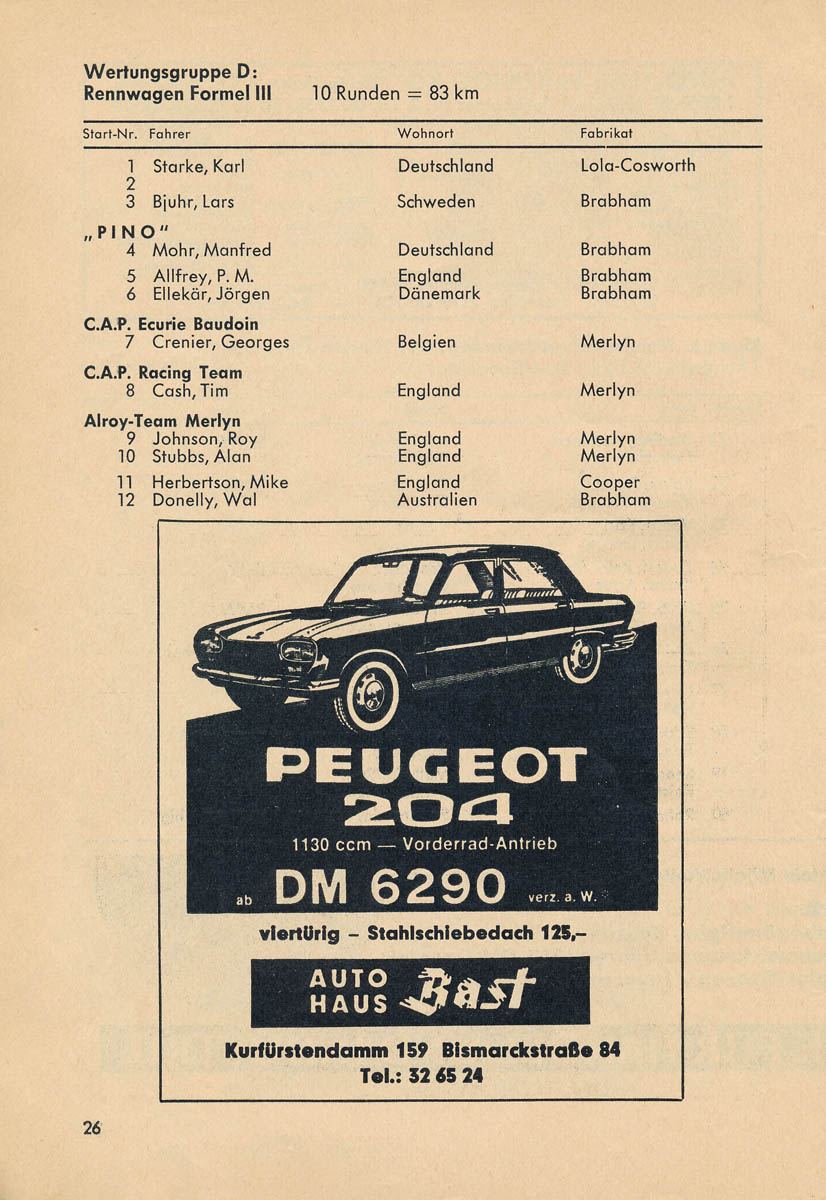 Wertungsgruppe D:
Rennwagen Formel III 10 Runden = 83 km
Start-Nr. Fahrer Wohnort Fabrikat
1 Starke, Karl Deutschland Lola-Cosworth
2
3 Bjuhr, Lars Schweden Brabham
„PINO“
4 Mohr, Manfred Deutschland Brabham
5 Allfrey, P. M. England Brabham
6 Ellekär, Jörgen Dänemark Brabham
C.A.P. Ecurie Baudoin
7 Crenier, Georges Belgien Merlyn
C.A.P. Racing Team
8 Cash, Tim England Merlyn
Alroy-Team Merlyn
9 Johnson, Roy England Merlyn
10 Stubbs, Alan England Merlyn
11 Herbertson, Mike England Cooper
12 Donelly, Wal Australien Brabham
PEUGEOT
204
1130 ccm — Vorderrad-Antrieb
ab DM 6290 verz. a. W.
viertürig – Stahlschiebedach 125,–
AUTO
HAUS Bast
Kurfürstendamm 159 Bismarckstraße 84
Tel.: 32 65 24
26